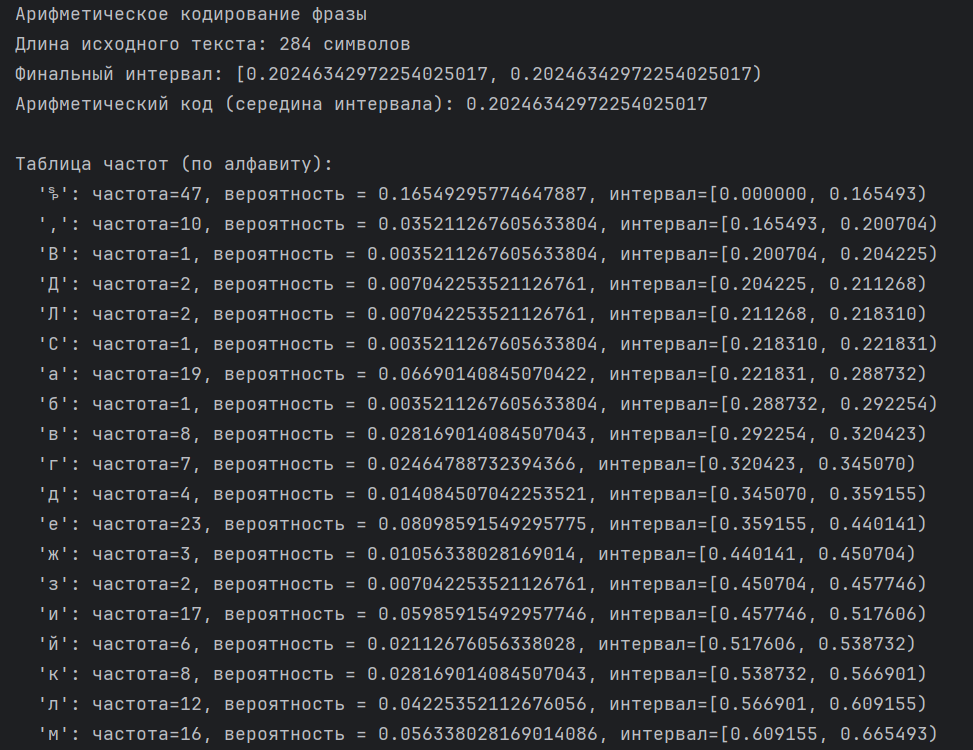 Арифметическое кодирование фразы
Длина исходного текста: 284 символов
Финальный интервал: [0.20246342972254025017, 0.20246342972254025017)
Арифметический код (середина интервала): 0.20246342972254025017
Таблица частот (по алфавиту):
'␠': частота=47, вероятность = 0.165492957746478​87, интервал=[0.000000, 0.165493)
',': частота=10, вероятность = 0.035211267605633804, интервал=[0.165493, 0.200704)
'В': частота=1, вероятность = 0.0035211267605633804, интервал=[0.200704, 0.204225)
'Д': частота=2, вероятность = 0.007042253521126761, интервал=[0.204225, 0.211268)
'Л': частота=2, вероятность = 0.007042253521126761, интервал=[0.211268, 0.218310)
'С': частота=1, вероятность = 0.0035211267605633804, интервал=[0.218310, 0.221831)
'а': частота=19, вероятность = 0.06690140845070422, интервал=[0.221831, 0.288732)
'б': частота=1, вероятность = 0.0035211267605633804, интервал=[0.288732, 0.292254)
'в': частота=8, вероятность = 0.028169014084507043, интервал=[0.292254, 0.320423)
'г': частота=7, вероятность = 0.02464788732394366, интервал=[0.320423, 0.345070)
'д': частота=4, вероятность = 0.014084507042253521, интервал=[0.345070, 0.359155)
'е': частота=23, вероятность = 0.08098591549295775, интервал=[0.359155, 0.440141)
'ж': частота=3, вероятность = 0.01056338028169014, интервал=[0.440141, 0.450704)
'з': частота=2, вероятность = 0.007042253521126761, интервал=[0.450704, 0.457746)
'и': частота=17, вероятность = 0.05985915492957746, интервал=[0.457746, 0.517606)
'й': частота=6, вероятность = 0.02112676056338028, интервал=[0.517606, 0.538732)
'к': частота=8, вероятность = 0.028169014084507043, интервал=[0.538732, 0.566901)
'л': частота=12, вероятность = 0.04225352112676056, интервал=[0.566901, 0.609155)
'м': частота=16, вероятность = 0.056338028169014086, интервал=[0.609155, 0.665493)